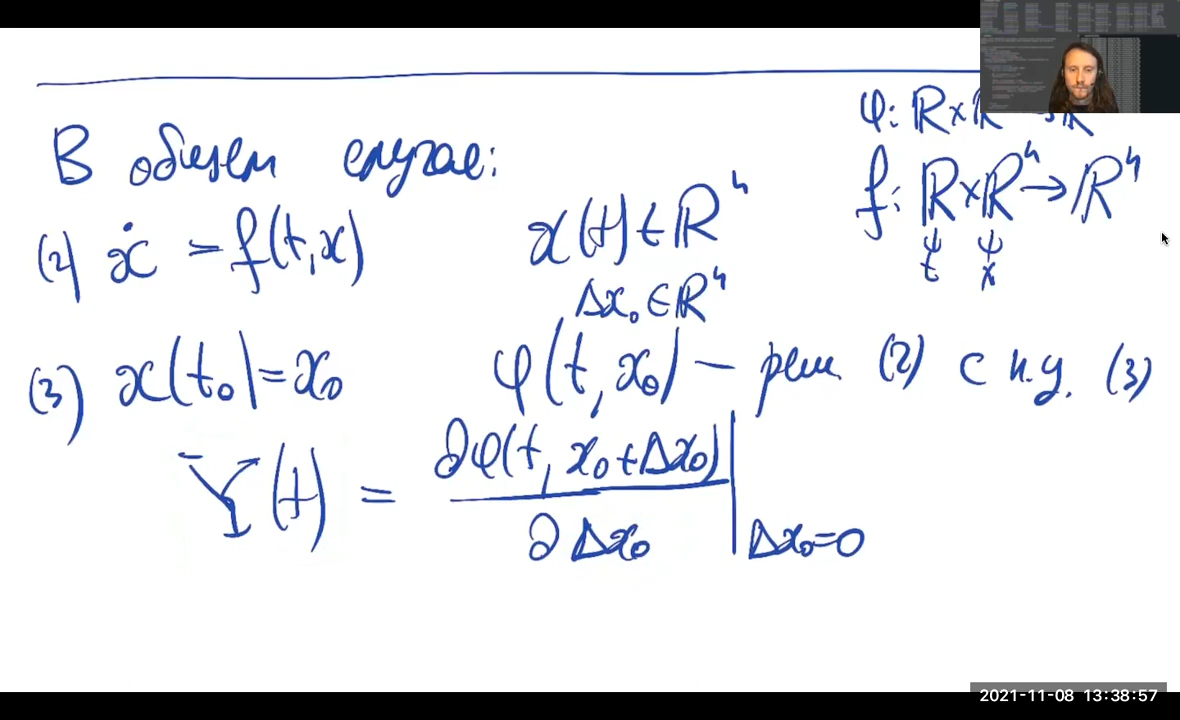 В общем случае:
φ: ℝ×ℝ
f: ℝ×ℝⁿ→ℝⁿ
t x
(2) ẋ = f(t,x)
x(t)∈ℝⁿ
Δx₀∈ℝⁿ
(3) x(t₀)=x₀
φ(t,x₀) – реш. (2) с н.у. (3)
Y(t) = ∂φ(t, x₀+Δx₀) / ∂Δx₀ |Δx₀=0
2021-11-08 13:38:57